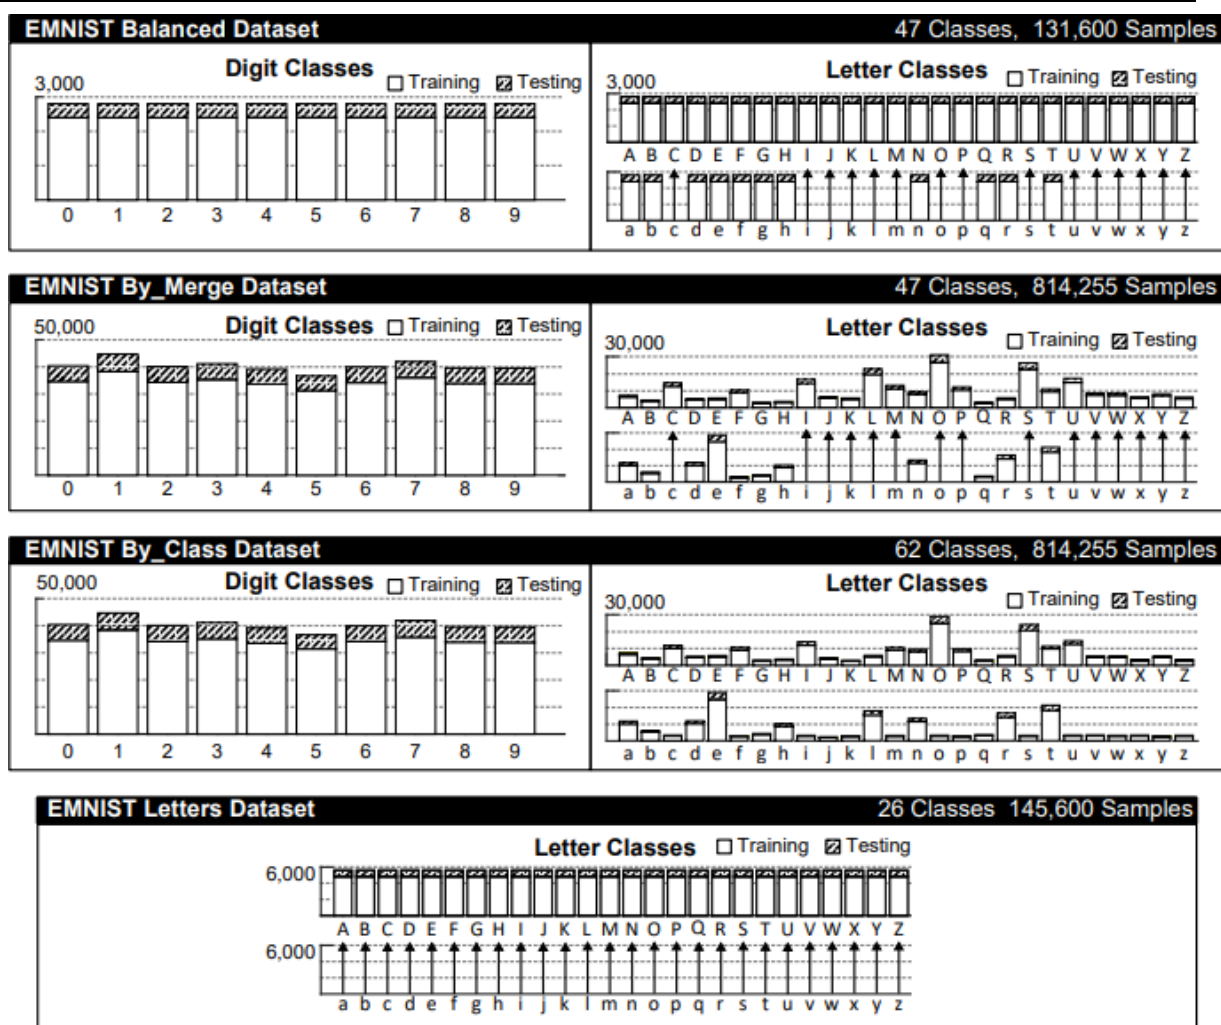 EMNIST Balanced Dataset 47 Classes, 131,600 Samples
Digit Classes Training Testing
3,000
0 1 2 3 4 5 6 7 8 9
Letter Classes Training Testing
3,000
A B C D E F G H I J K L M N O P Q R S T U V W X Y Z
a b c d e f g h i j k l m n o p q r s t u v w x y z
EMNIST By_Merge Dataset 47 Classes, 814,255 Samples
50,000 Digit Classes Training Testing
0 1 2 3 4 5 6 7 8 9
Letter Classes Training Testing
30,000
A B C D E F G H I J K L M N O P Q R S T U V W X Y Z
a b c d e f g h i j k l m n o p q r s t u v w x y z
EMNIST By_Class Dataset 62 Classes, 814,255 Samples
50,000 Digit Classes Training Testing
0 1 2 3 4 5 6 7 8 9
Letter Classes Training Testing
30,000
A B C D E F G H I J K L M N O P Q R S T U V W X Y Z
a b c d e f g h i j k l m n o p q r s t u v w x y z
EMNIST Letters Dataset 26 Classes 145,600 Samples
Letter Classes Training Testing
6,000
A B C D E F G H I J K L M N O P Q R S T U V W X Y Z
6,000
a b c d e f g h i j k l m n o p q r s t u v w x y z